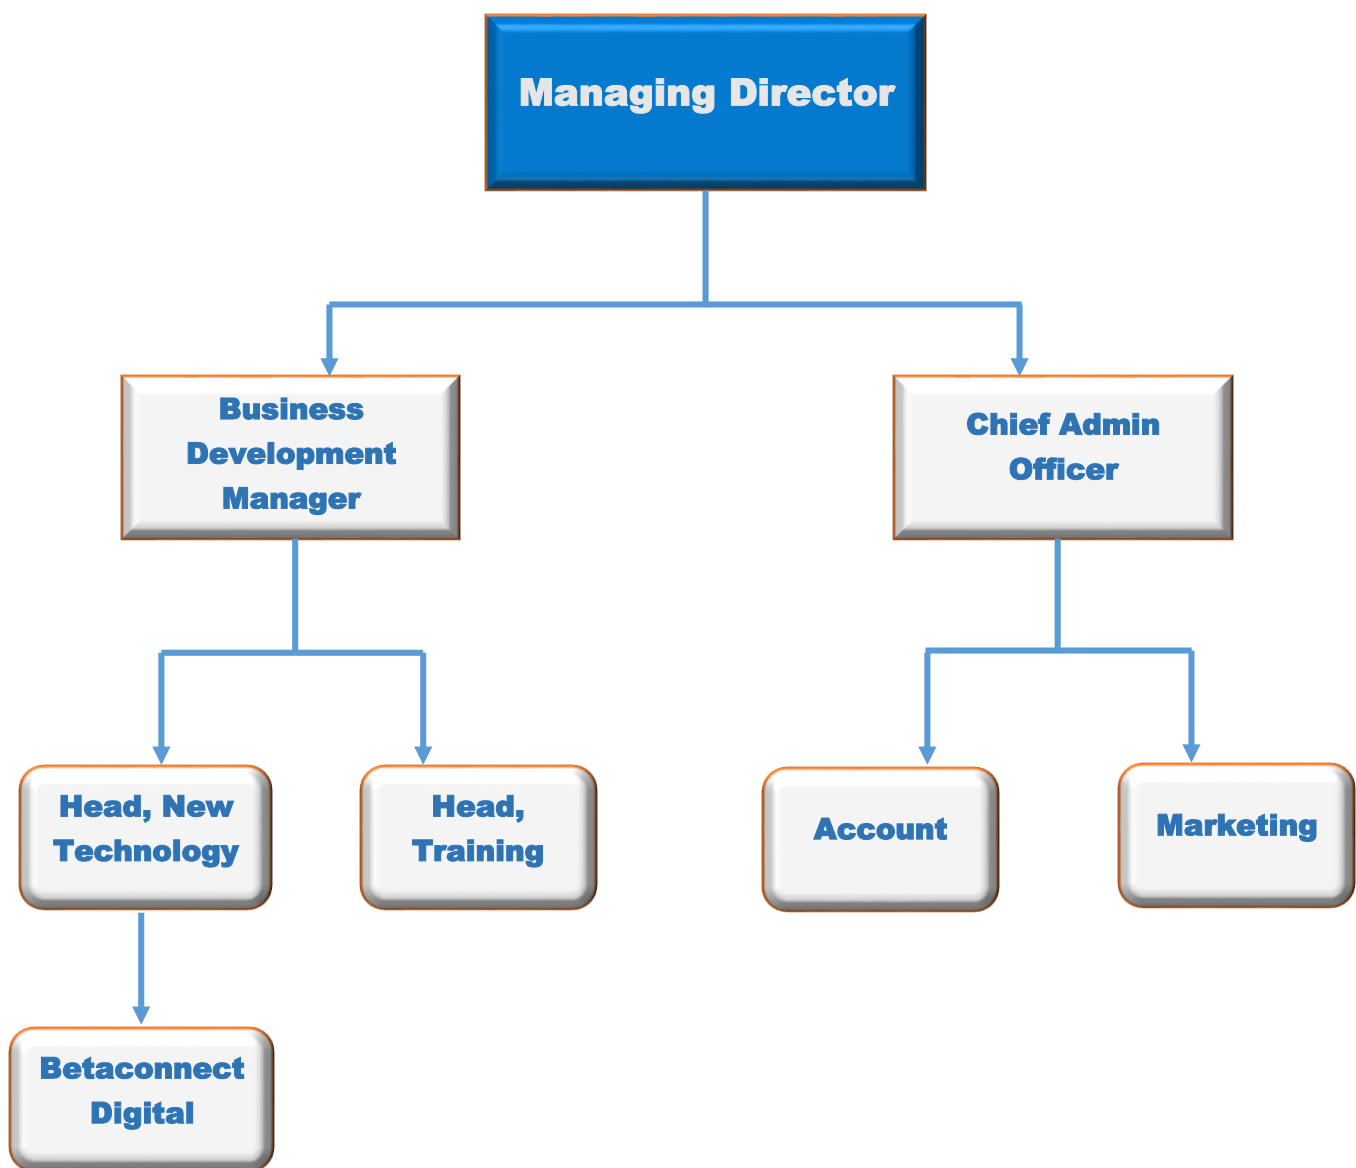 Managing Director
Business
Development
Manager
Chief Admin
Officer
Head, New
Technology
Head,
Training
Account
Marketing
Betaconnect
Digital